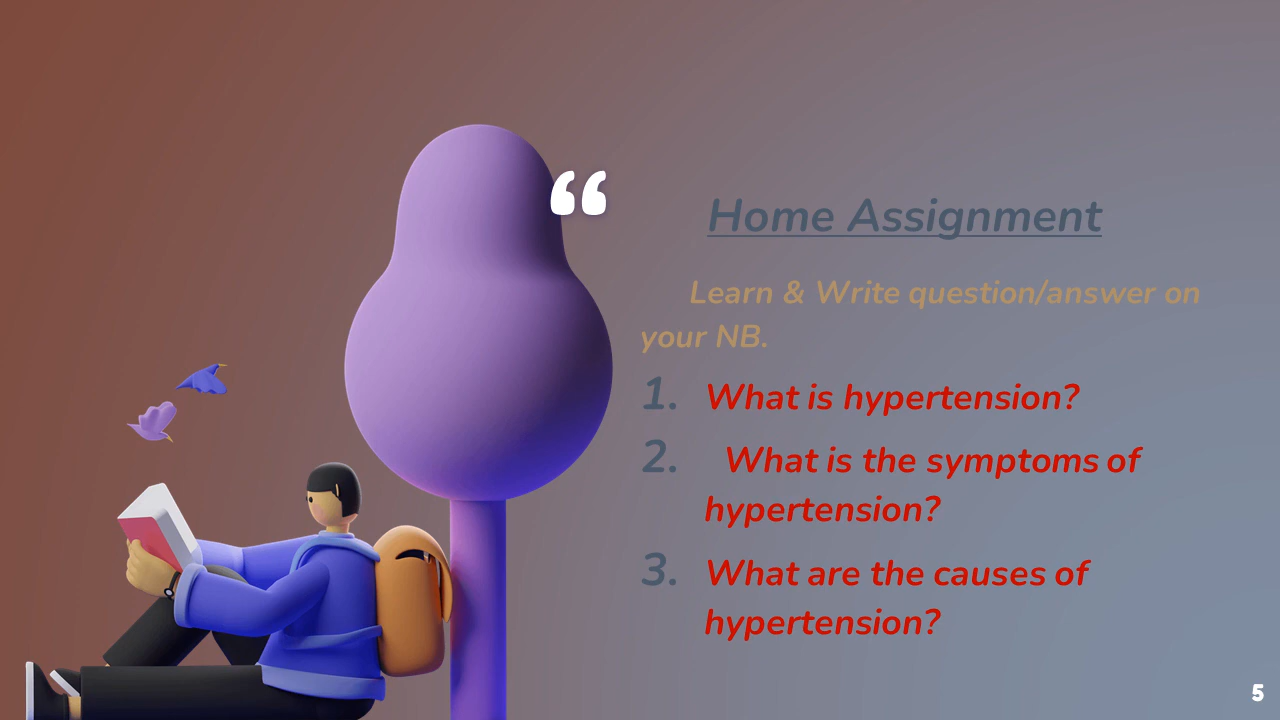 “
Home Assignment
Learn & Write question/answer on
your NB.
1. What is hypertension?
2. What is the symptoms of
hypertension?
3. What are the causes of
hypertension?
5